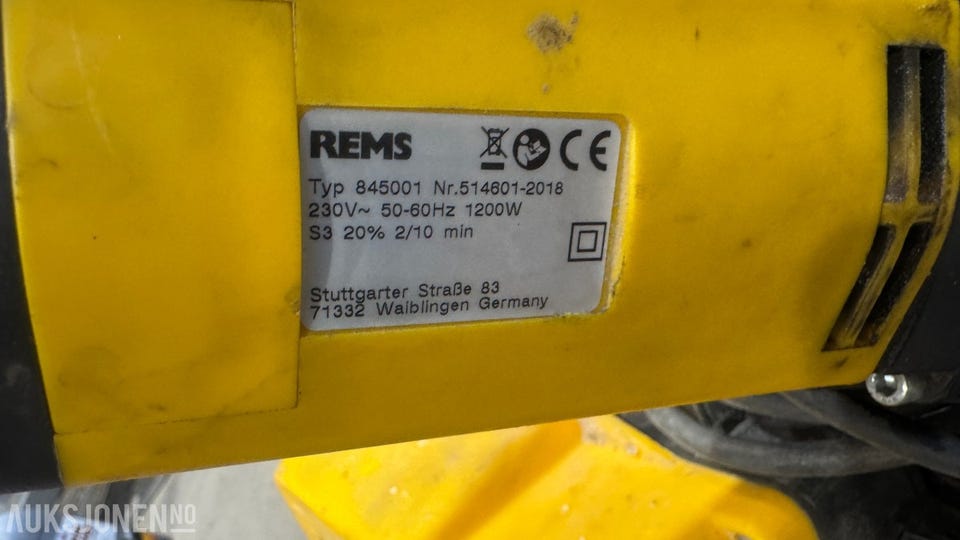 REMS CE
Typ 845001 Nr.514601-2018
230V~ 50-60Hz 1200W
S3 20% 2/10 min
Stuttgarter Straße 83
71332 Waiblingen Germany
AUKSJONEN NO